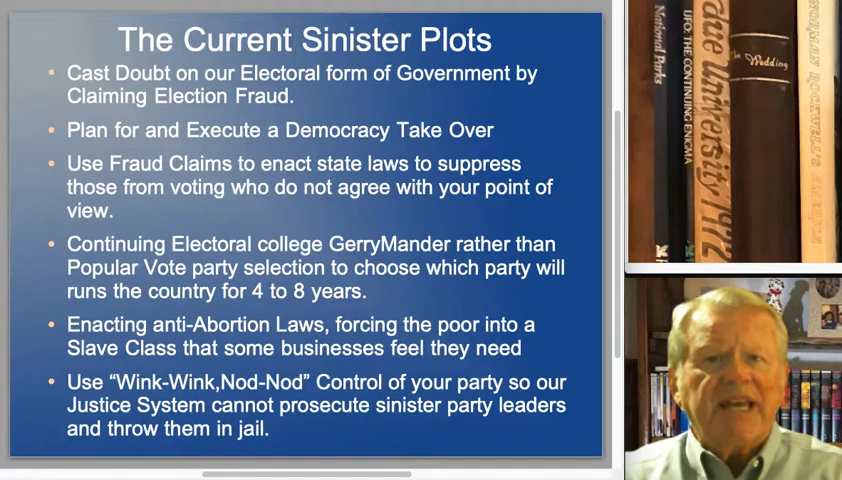 The Current Sinister Plots
• Cast Doubt on our Electoral form of Government by
Claiming Election Fraud.
• Plan for and Execute a Democracy Take Over
• Use Fraud Claims to enact state laws to suppress
those from voting who do not agree with your point of
view.
• Continuing Electoral college GerryMander rather than
Popular Vote party selection to choose which party will
runs the country for 4 to 8 years.
• Enacting anti-Abortion Laws, forcing the poor into a
Slave Class that some businesses feel they need
• Use “Wink-Wink,Nod-Nod” Control of your party so our
Justice System cannot prosecute sinister party leaders
and throw them in jail.
National Parks
UFO: THE CONTINUING ENIGMA
due University 1972
The Wedding
NORMAN ROCKWELL'S